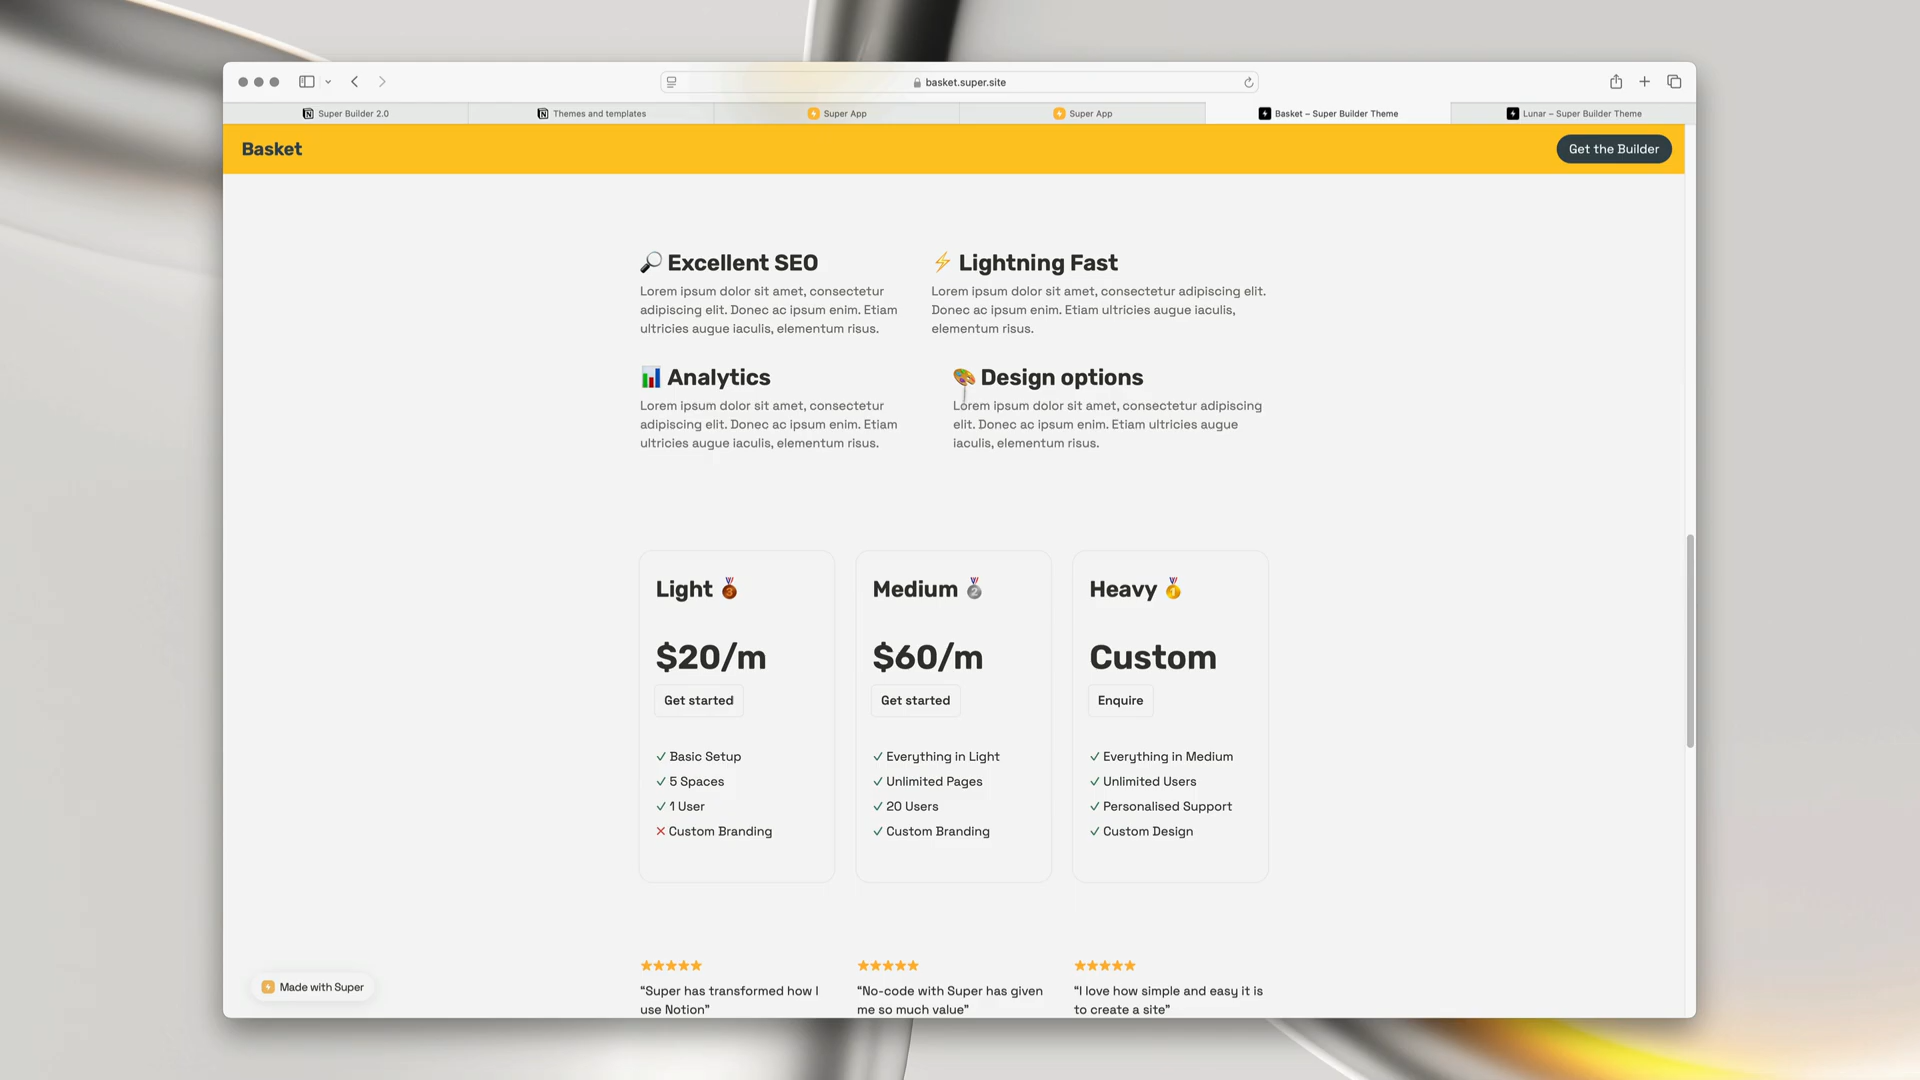 basket.super.site
Super Builder 2.0
Themes and templates
Super App
Super App
Basket – Super Builder Theme
Lunar – Super Builder Theme
Basket
Get the Builder
Excellent SEO
Lorem ipsum dolor sit amet, consectetur
adipiscing elit. Donec ac ipsum enim. Etiam
ultricies augue iaculis, elementum risus.
Lightning Fast
Lorem ipsum dolor sit amet, consectetur adipiscing elit.
Donec ac ipsum enim. Etiam ultricies augue iaculis,
elementum risus.
Analytics
Lorem ipsum dolor sit amet, consectetur
adipiscing elit. Donec ac ipsum enim. Etiam
ultricies augue iaculis, elementum risus.
Design options
Lorem ipsum dolor sit amet, consectetur adipiscing
elit. Donec ac ipsum enim. Etiam ultricies augue
iaculis, elementum risus.
Light
$20/m
Get started
✓ Basic Setup
✓ 5 Spaces
✓ 1 User
✕ Custom Branding
Medium
$60/m
Get started
✓ Everything in Light
✓ Unlimited Pages
✓ 20 Users
✓ Custom Branding
Heavy
Custom
Enquire
✓ Everything in Medium
✓ Unlimited Users
✓ Personalised Support
✓ Custom Design
“Super has transformed how I
use Notion”
“No-code with Super has given
me so much value”
“I love how simple and easy it is
to create a site”
Made with Super